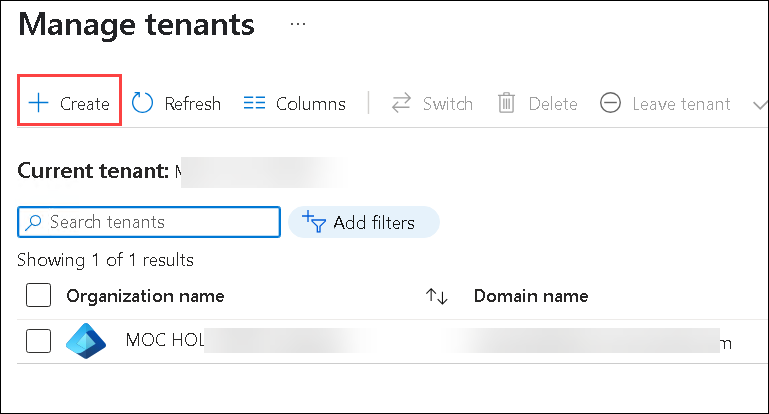 Manage tenants ...
Create Refresh Columns Switch Delete Leave tenant
Current tenant:
Search tenants Add filters
Showing 1 of 1 results
Organization name Domain name
MOC